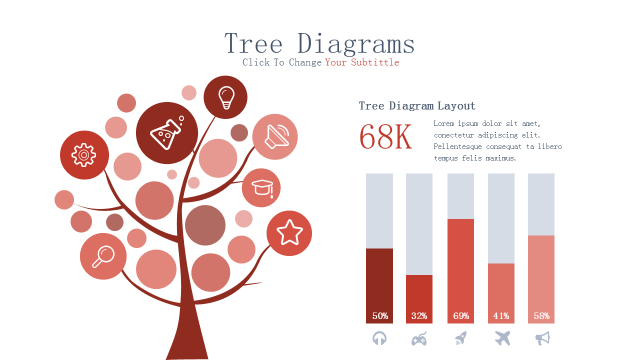 Tree Diagrams
Click To Change Your Subtittle
Tree Diagram Layout
68K
Lorem ipsum dolor sit amet,
conectetur adipiscing elit.
Pellentesque consequat ta libero
tempus felis maximus.
50% 32% 69% 41% 58%